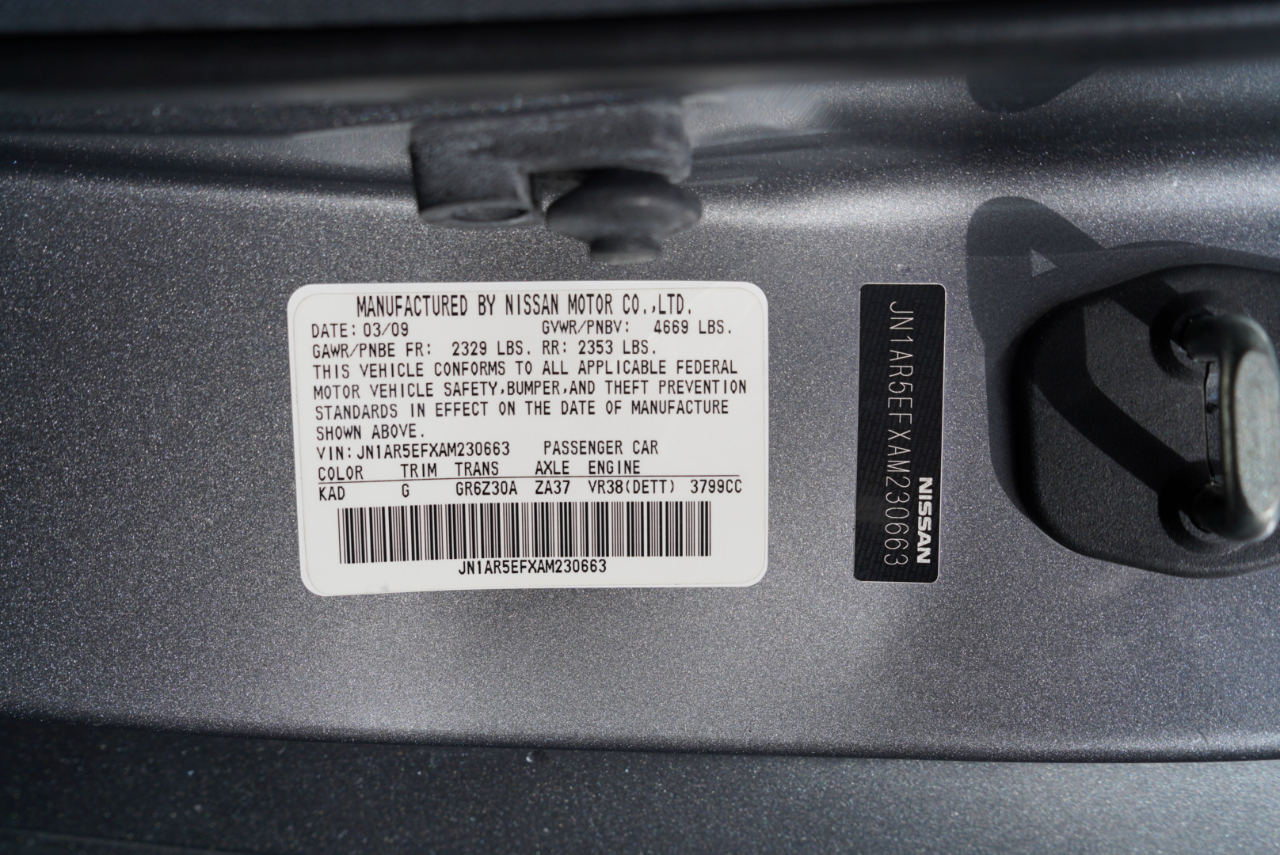 MANUFACTURED BY NISSAN MOTOR CO.,LTD.
DATE: 03/09 GVWR/PNBV: 4669 LBS.
GAWR/PNBE FR: 2329 LBS. RR: 2353 LBS.
THIS VEHICLE CONFORMS TO ALL APPLICABLE FEDERAL
MOTOR VEHICLE SAFETY,BUMPER,AND THEFT PREVENTION
STANDARDS IN EFFECT ON THE DATE OF MANUFACTURE
SHOWN ABOVE.
VIN:JN1AR5EFXAM230663 PASSENGER CAR
COLOR TRIM TRANS AXLE ENGINE
KAD G GR6Z30A ZA37 VR38(DETT) 3799CC
JN1AR5EFXAM230663
JN1AR5EFXAM230663
NISSAN